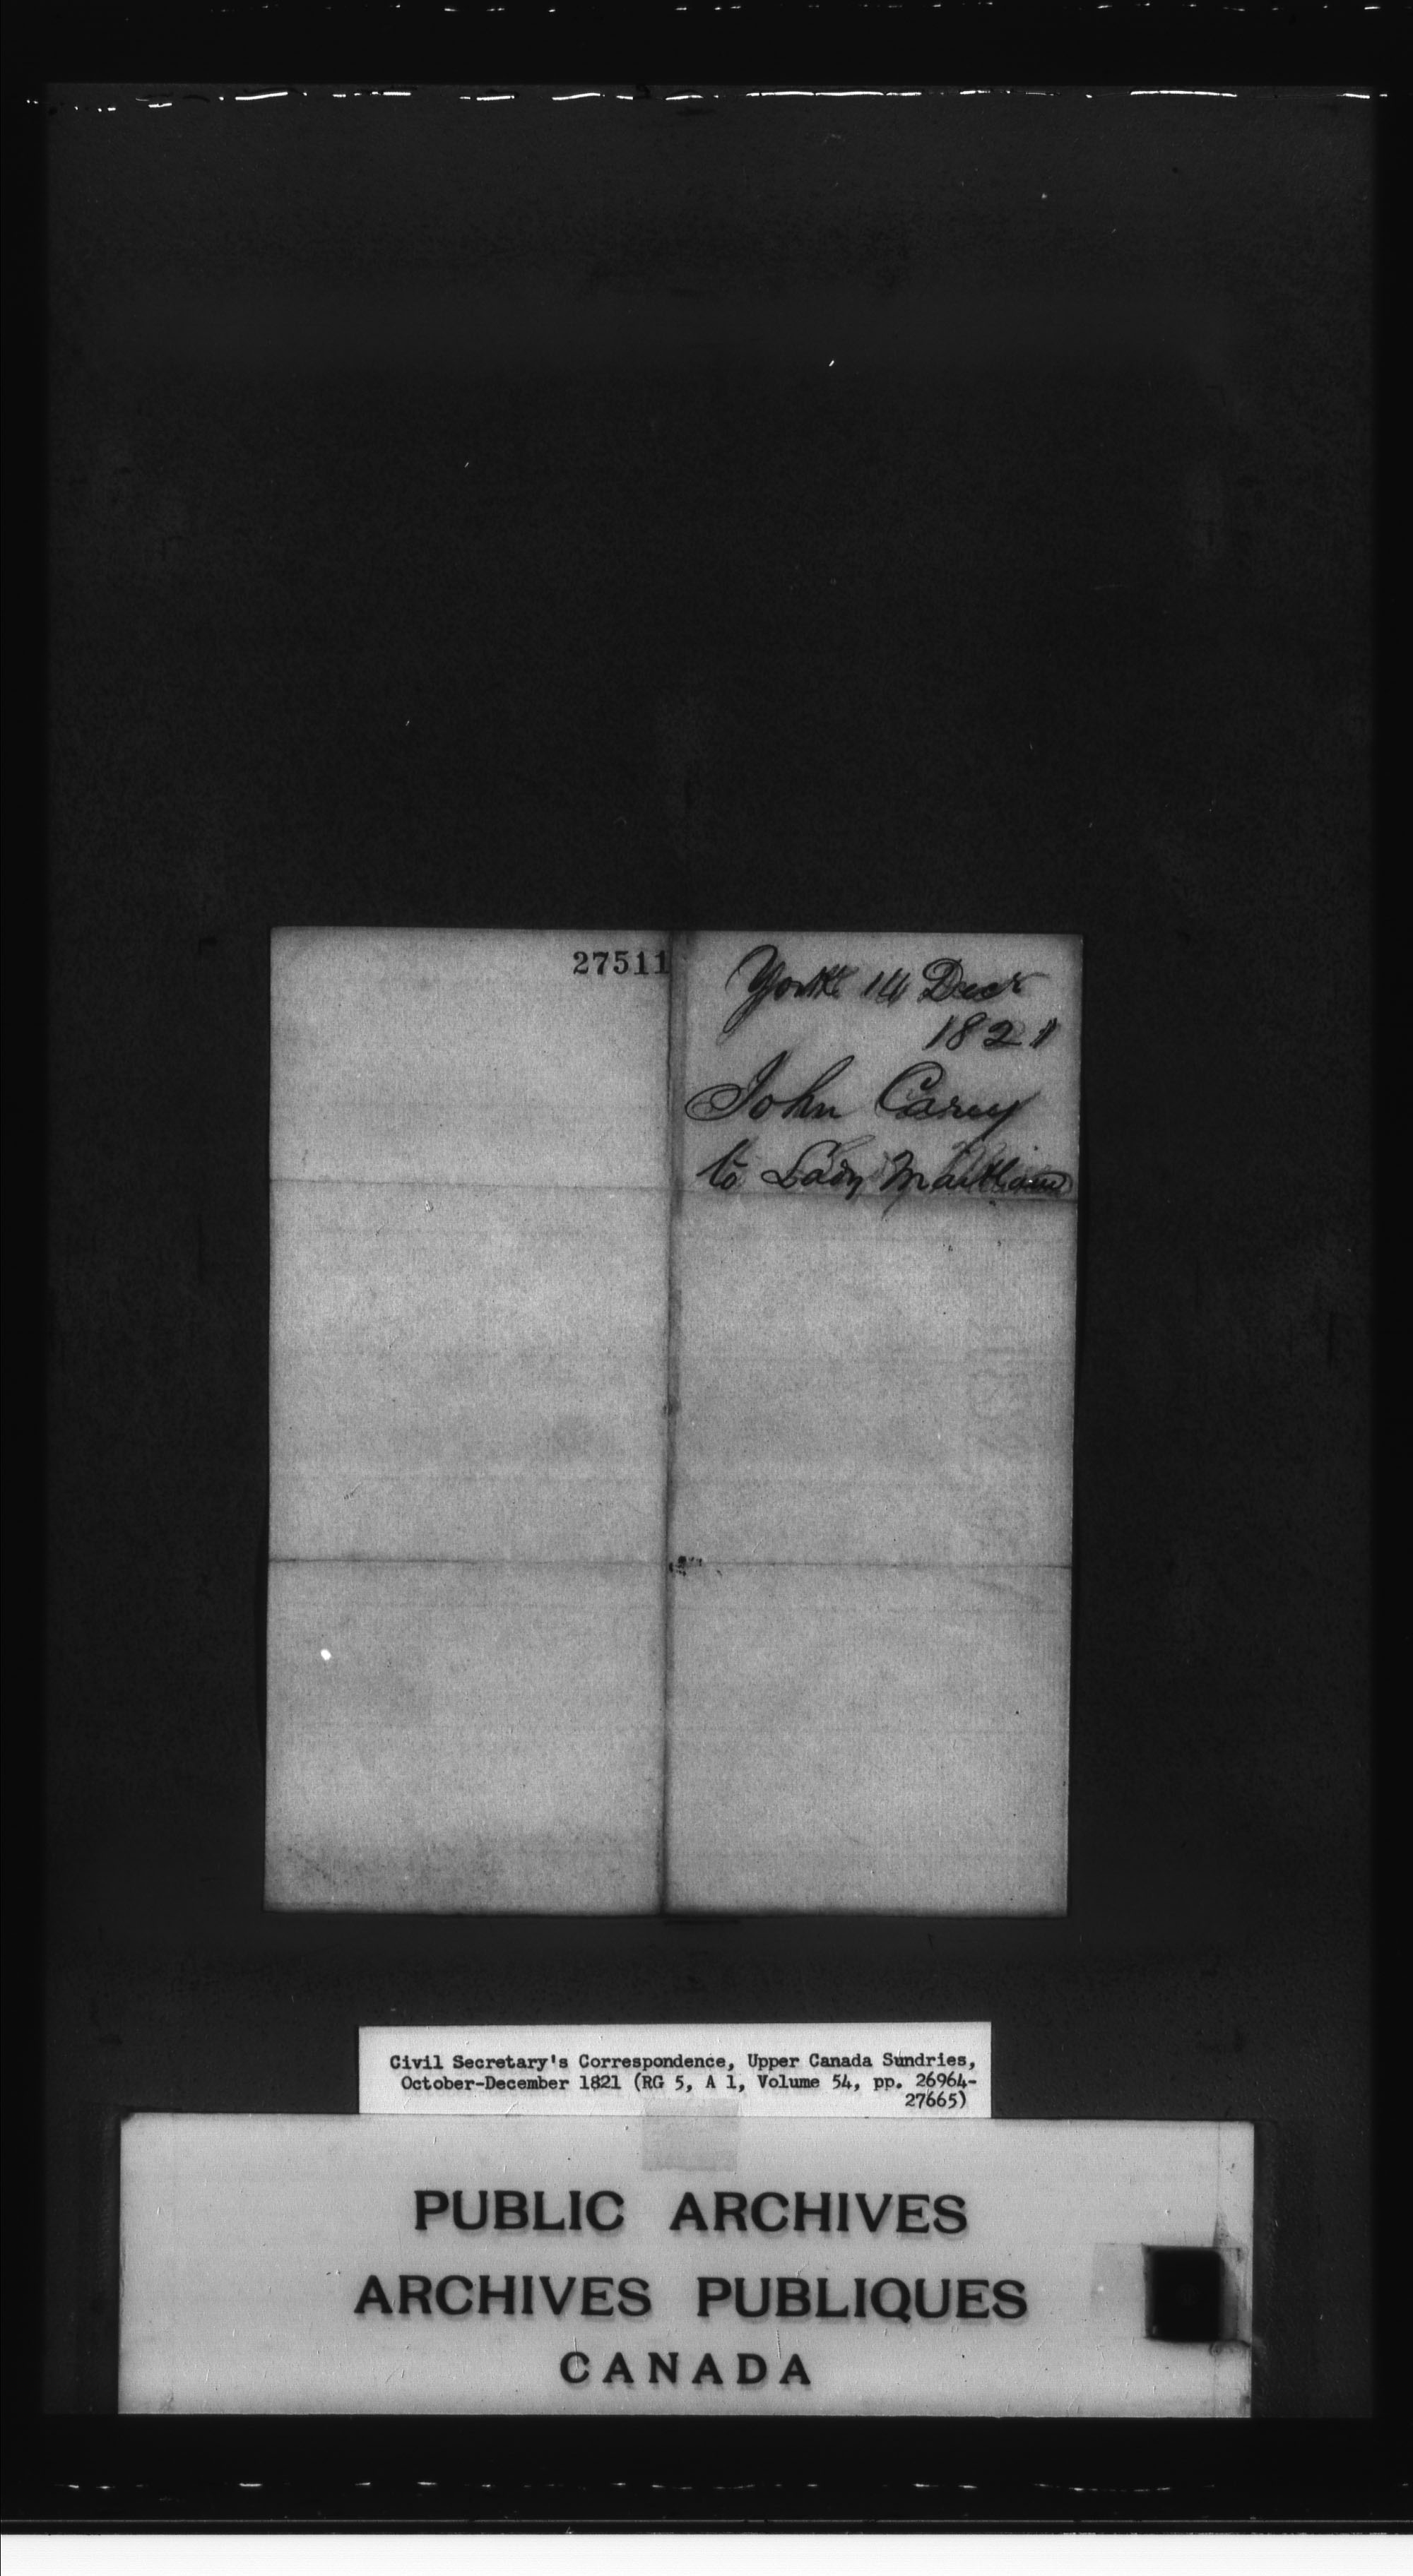 27511
York 14 Decr
1821
John Carey
to Lady Maitland
Civil Secretary's Correspondence, Upper Canada Sundries,
October-December 1821 (RG 5, A 1, Volume 54, pp. 26964-
27665)
PUBLIC ARCHIVES
ARCHIVES PUBLIQUES
CANADA